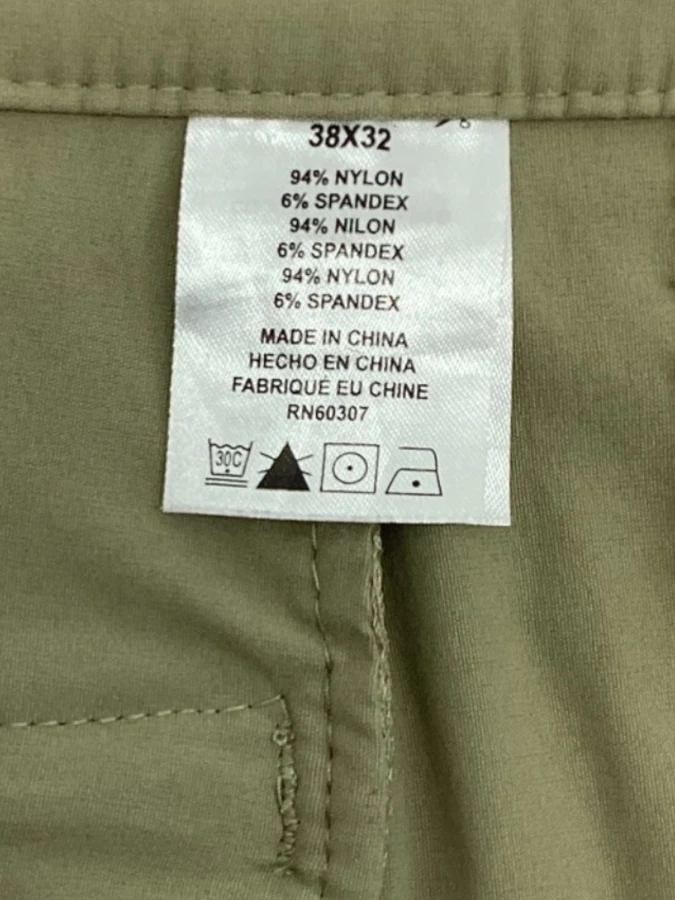 38X32
94% NYLON
6% SPANDEX
94% NILON
6% SPANDEX
94% NYLON
6% SPANDEX
MADE IN CHINA
HECHO EN CHINA
FABRIQUÉ EU CHINE
RN60307
30C